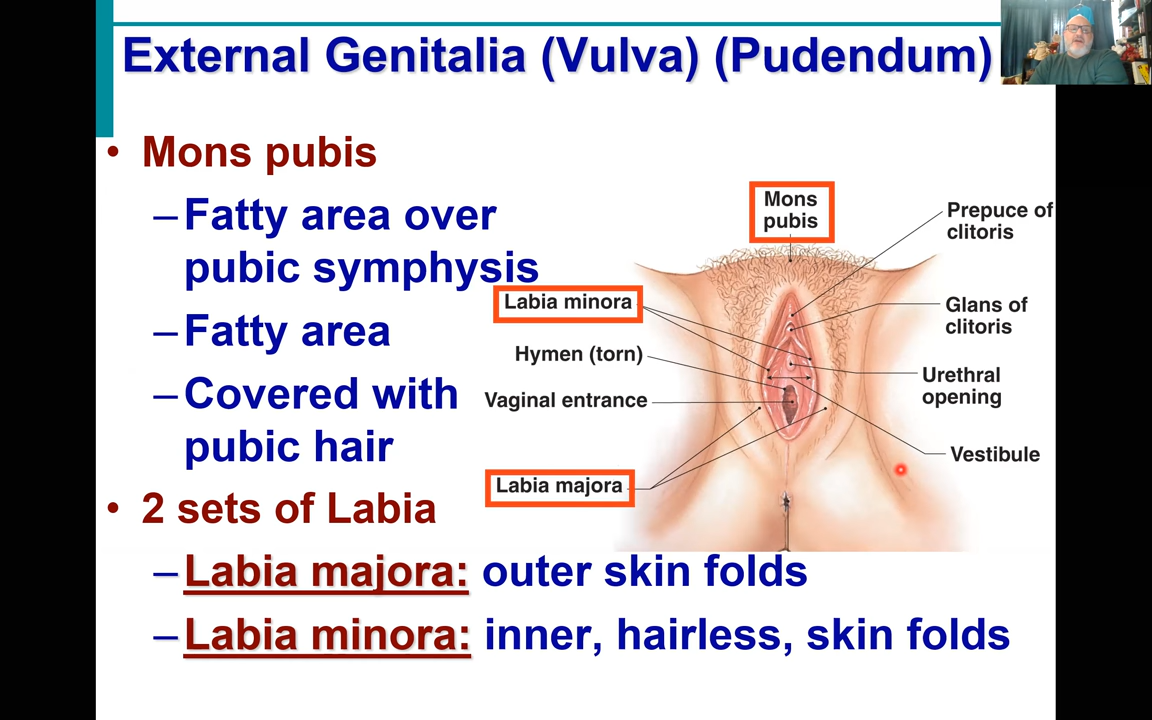 External Genitalia (Vulva) (Pudendum)
• Mons pubis
–Fatty area over
pubic symphysis
–Fatty area
–Covered with
pubic hair
• 2 sets of Labia
–Labia majora: outer skin folds
–Labia minora: inner, hairless, skin folds
Mons
pubis
Labia minora
Hymen (torn)
Vaginal entrance
Labia majora
Prepuce of
clitoris
Glans of
clitoris
Urethral
opening
Vestibule